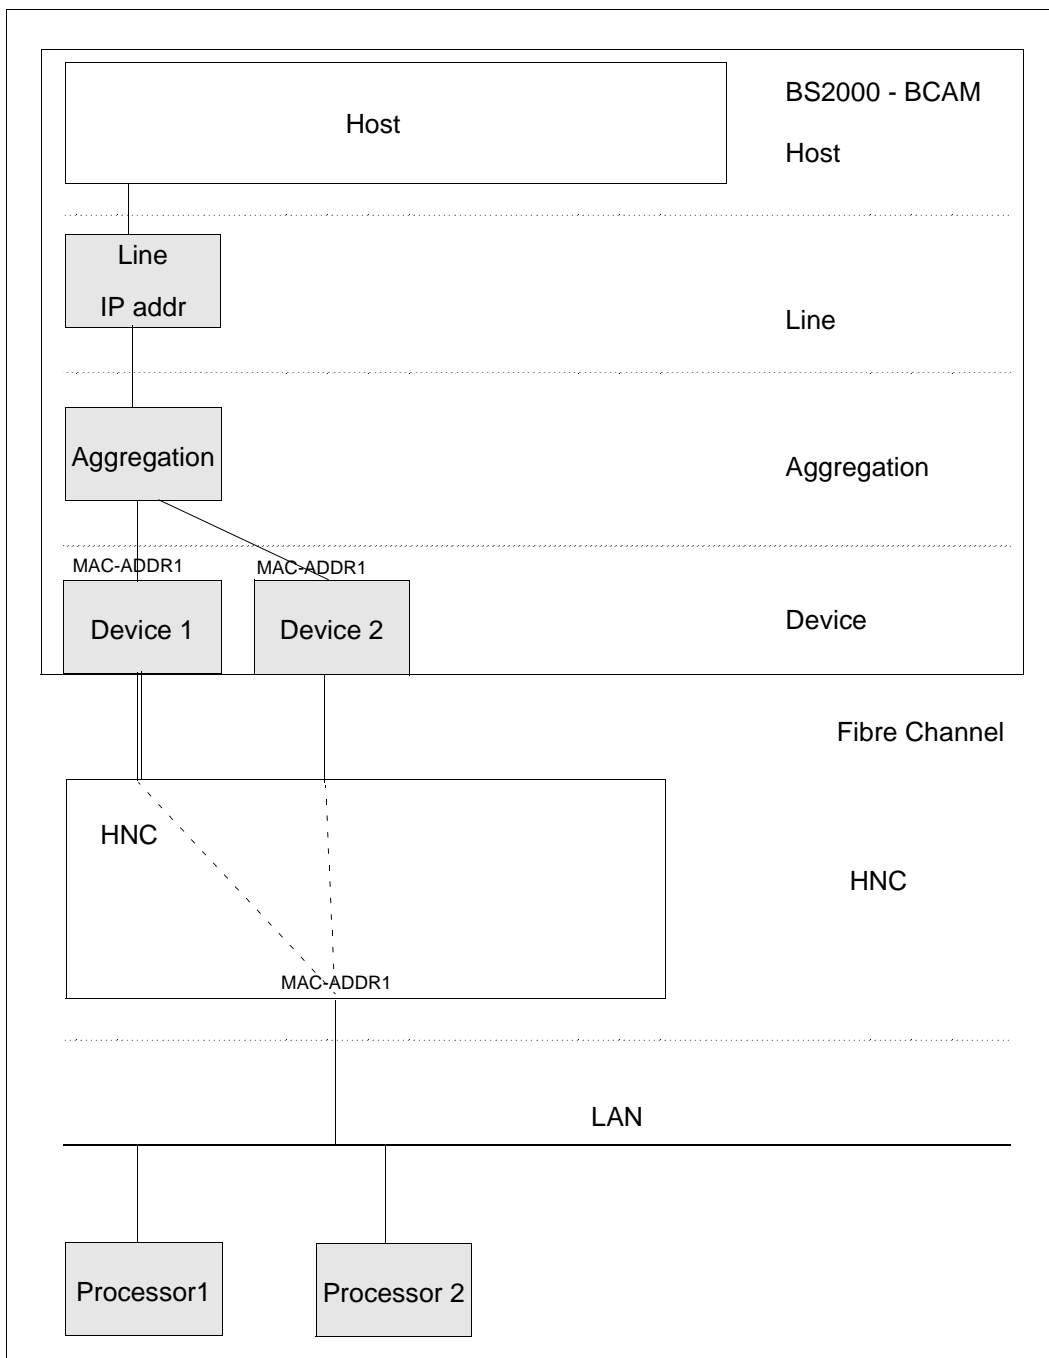 BS2000 - BCAM
Host
Host
Line
IP addr
Line
Aggregation
Aggregation
MAC-ADDR1
MAC-ADDR1
Device 1
Device 2
Device
Fibre Channel
HNC
HNC
MAC-ADDR1
LAN
Processor1
Processor 2